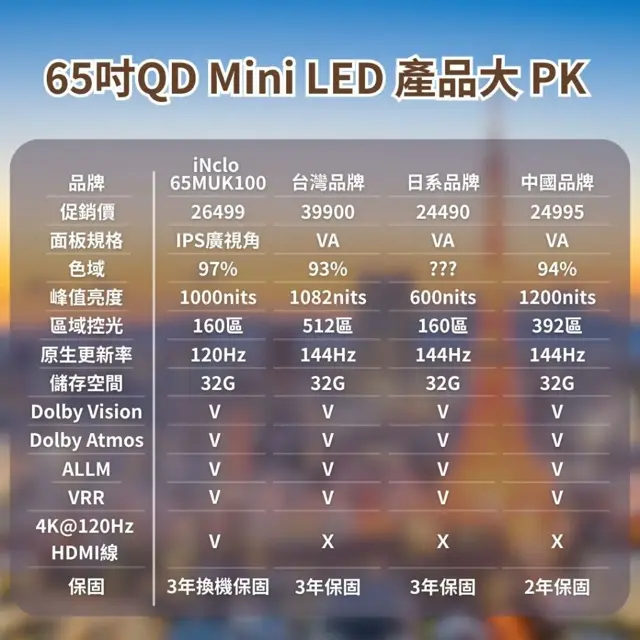 65吋QD Mini LED 產品大 PK
品牌 iNclo 65MUK100 台灣品牌 日系品牌 中國品牌
促銷價 26499 39900 24490 24995
面板規格 IPS廣視角 VA VA VA
色域 97% 93% ??? 94%
峰值亮度 1000nits 1082nits 600nits 1200nits
區域控光 160區 512區 160區 392區
原生更新率 120Hz 144Hz 144Hz 144Hz
儲存空間 32G 32G 32G 32G
Dolby Vision V V V V
Dolby Atmos V V V V
ALLM V V V V
VRR V V V V
4K@120Hz HDMI線 V X X X
保固 3年換機保固 3年保固 3年保固 2年保固